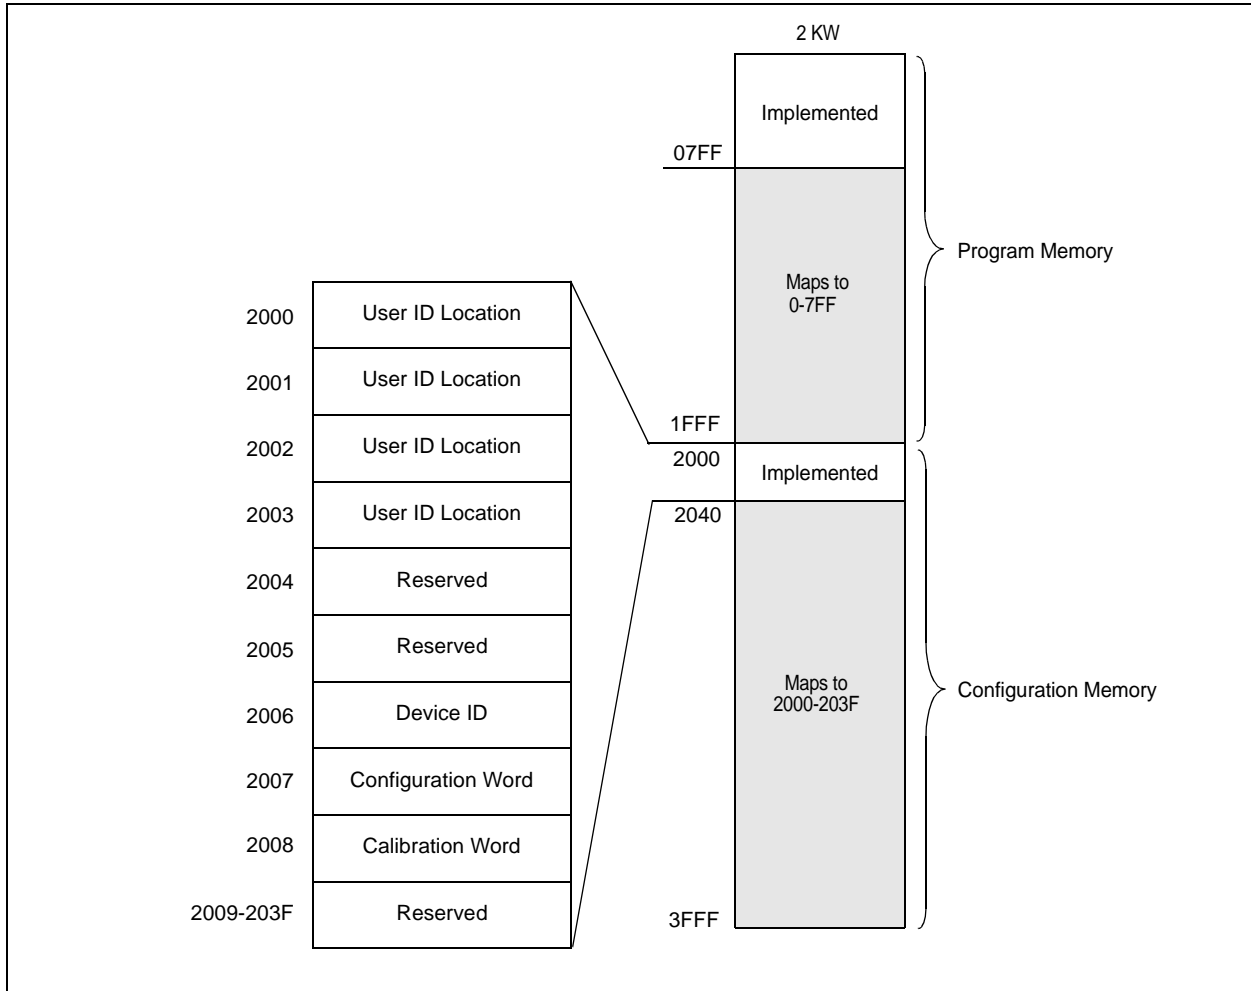 2 KW
Implemented
07FF
Maps to
0-7FF
Program Memory
1FFF
2000
Implemented
2040
Maps to
2000-203F
Configuration Memory
3FFF
2000 User ID Location
2001 User ID Location
2002 User ID Location
2003 User ID Location
2004 Reserved
2005 Reserved
2006 Device ID
2007 Configuration Word
2008 Calibration Word
2009-203F Reserved